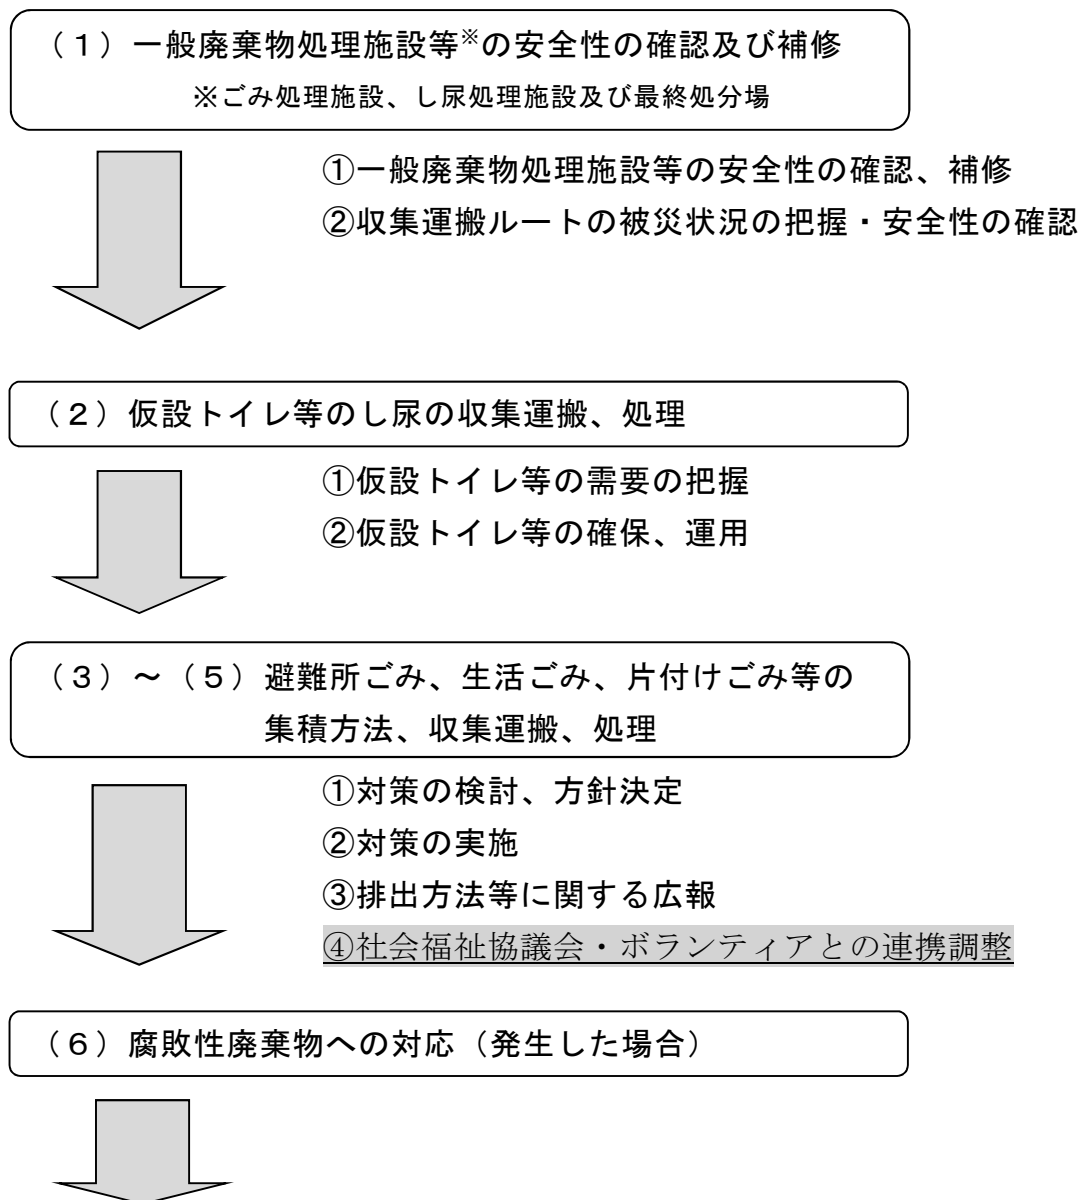 （１）一般廃棄物処理施設等※の安全性の確認及び補修
※ごみ処理施設、し尿処理施設及び最終処分場
①一般廃棄物処理施設等の安全性の確認、補修
②収集運搬ルートの被災状況の把握・安全性の確認
（２）仮設トイレ等のし尿の収集運搬、処理
①仮設トイレ等の需要の把握
②仮設トイレ等の確保、運用
（３）～（５）避難所ごみ、生活ごみ、片付けごみ等の
集積方法、収集運搬、処理
①対策の検討、方針決定
②対策の実施
③排出方法等に関する広報
④社会福祉協議会・ボランティアとの連携調整
（６）腐敗性廃棄物への対応（発生した場合）